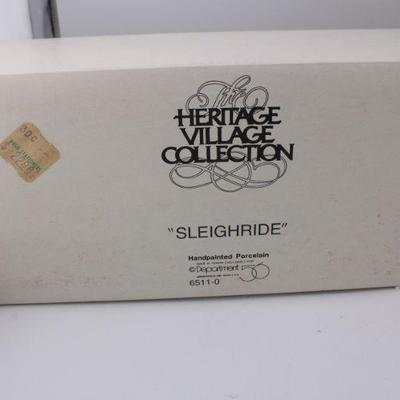 The
HERITAGE
VILLAGE
COLLECTION
"SLEIGHRIDE"
Handpainted Porcelain
© Department 56
6511-0